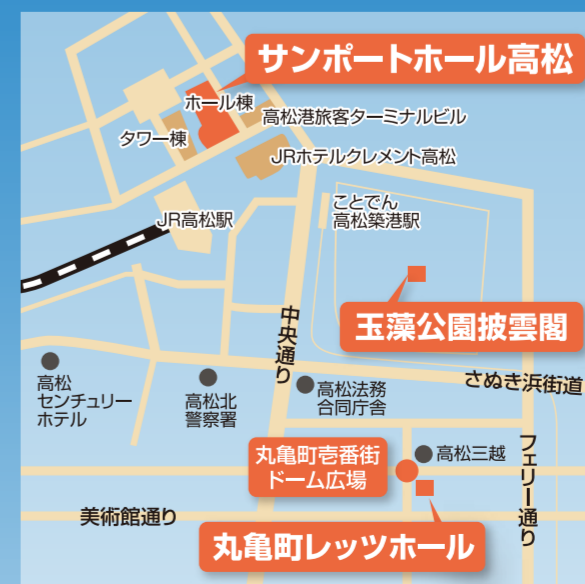 サンポートホール高松
ホール棟
高松港旅客ターミナルビル
タワー棟
JRホテルクレメント高松
ことでん
高松築港駅
JR高松駅
玉藻公園披雲閣
中央通り
さぬき浜街道
高松
センチュリー
ホテル
高松北
警察署
高松法務
合同庁舎
丸亀町壱番街
ドーム広場
高松三越
フェリー通り
美術館通り
丸亀町レッツホール